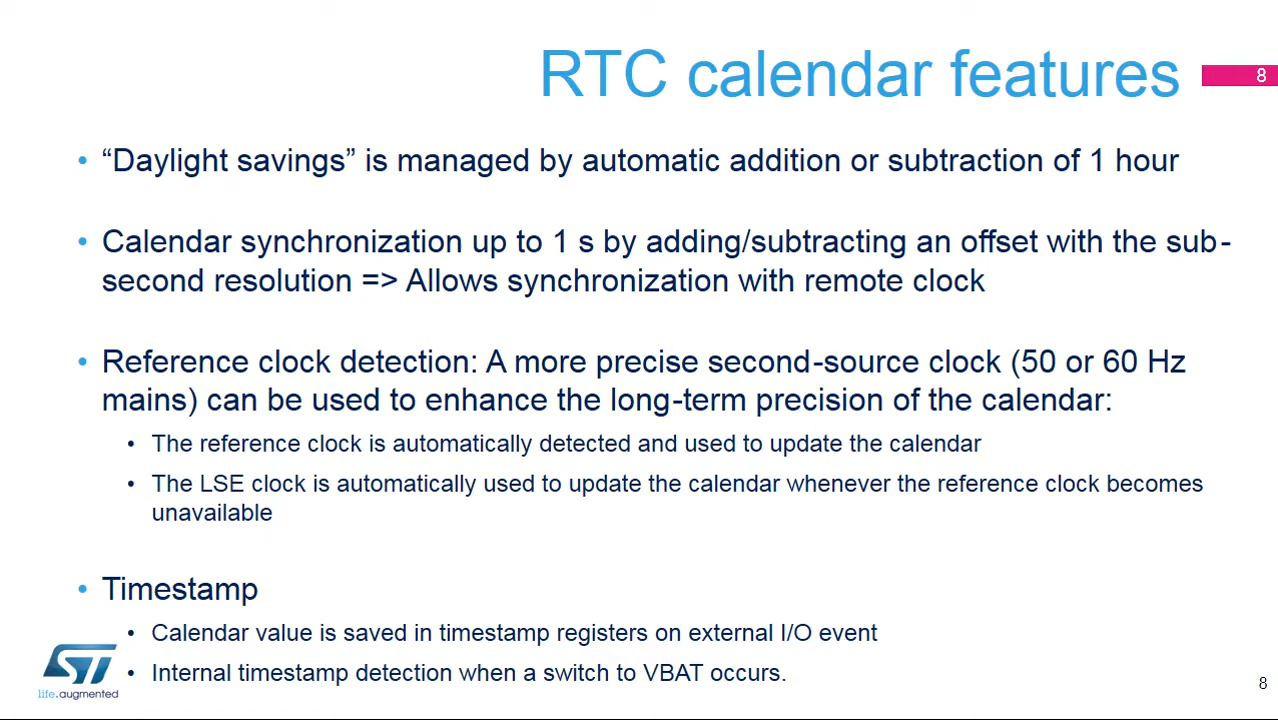 RTC calendar features
8
• “Daylight savings” is managed by automatic addition or subtraction of 1 hour
• Calendar synchronization up to 1 s by adding/subtracting an offset with the sub-
second resolution => Allows synchronization with remote clock
• Reference clock detection: A more precise second-source clock (50 or 60 Hz
mains) can be used to enhance the long-term precision of the calendar:
• The reference clock is automatically detected and used to update the calendar
• The LSE clock is automatically used to update the calendar whenever the reference clock becomes
unavailable
• Timestamp
• Calendar value is saved in timestamp registers on external I/O event
• Internal timestamp detection when a switch to VBAT occurs.
ST
life.augmented
8